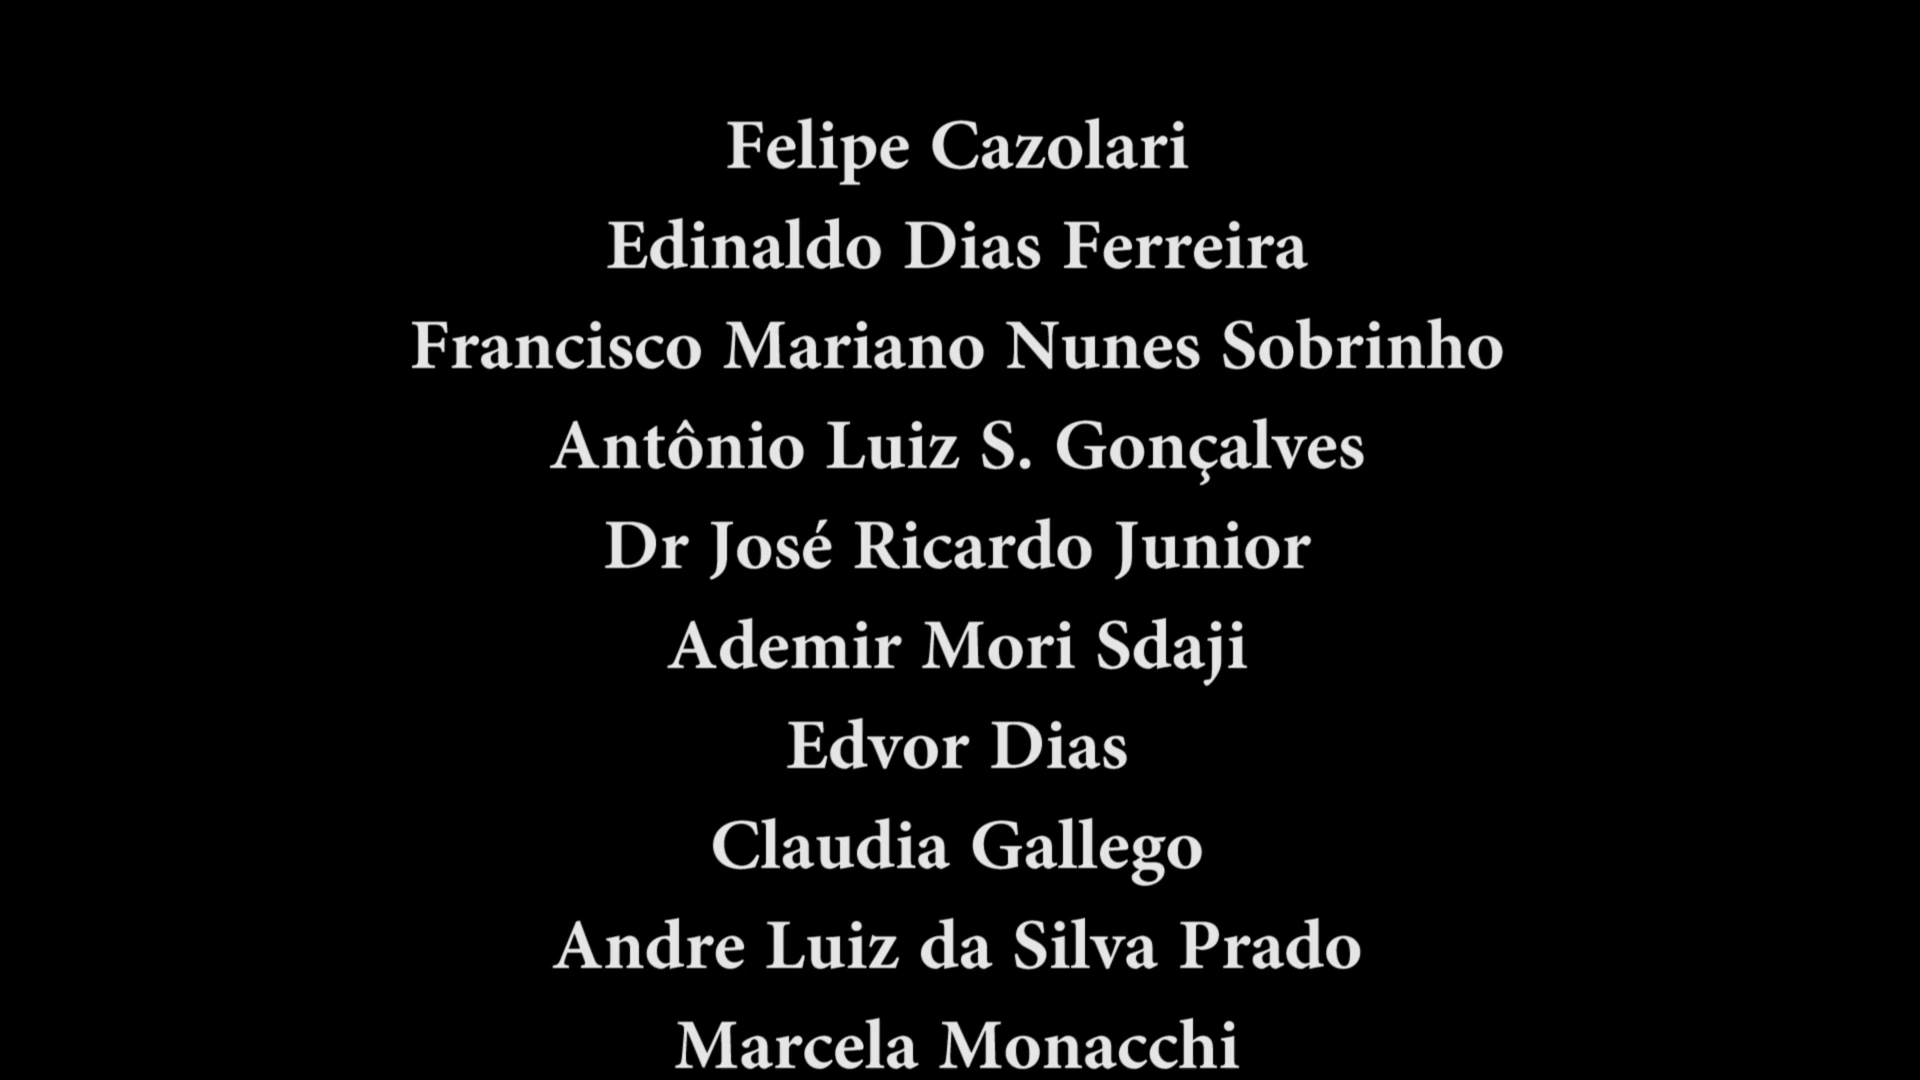 Felipe Cazolari
Edinaldo Dias Ferreira
Francisco Mariano Nunes Sobrinho
Antônio Luiz S. Gonçalves
Dr José Ricardo Junior
Ademir Mori Sdaji
Edvor Dias
Claudia Gallego
Andre Luiz da Silva Prado
Marcela Monacchi